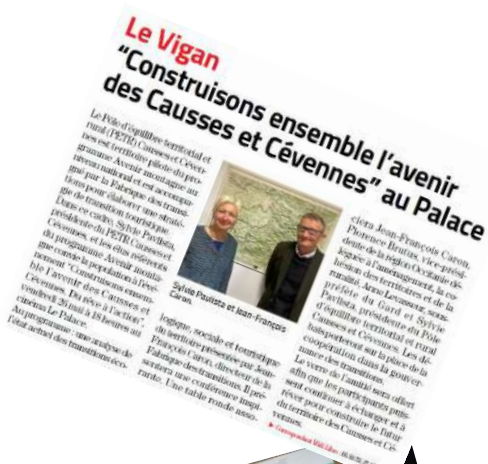 Le Vigan
"Construisons ensemble l'avenir
des Causses et Cévennes" au Palace
Le Pôle d'équilibre territorial et
rural (PETR) Causses et Céven-
nes est territoire pilote du pro-
gramme Avenir montagne au
niveau national et est accompa-
gné par la Fabrique des transi-
tions pour élaborer une straté-
gie de transition touristique.
Dans ce cadre, Sylvie Pavlista,
présidente du PETR Causses et
Cévennes, et les élus référents
du programme Avenir monta-
gne convie la population à l'évé-
nement "Construisons ensem-
ble l'avenir des Causses et
Cévennes. Du rêve à l'action",
vendredi 26 mai à 18 heures au
cinéma Le Palace.
Au programme : une analyse de
l'état actuel des transitions éco-
Sylvie Pavlista et Jean-François
Caron.
logique, sociale et touristique
du territoire présentée par Jean-
François Caron, directeur de la
Fabrique des transitions. Il pré-
sentera une conférence inspi-
rante. Une table ronde asso-
ciera Jean-François Caron,
Florence Brutus, vice-prési-
dente de la région Occitanie dé-
léguée à l'aménagement, la co-
hésion des territoires et de la
ruralité, Anne Levasseur, sous-
préfète du Gard et Sylvie
Pavlista, présidente du Pôle
d'équilibre territorial et rural
Causses et Cévennes. Les dé-
bats porteront sur la place de la
coopération dans la gouver-
nance des transitions.
Le verre de l'amitié sera offert
afin que les participants puis-
sent continuer à échanger et à
rêver pour construire le futur
du territoire des Causses et Cé-
vennes.
Correspondant Midi Libre :